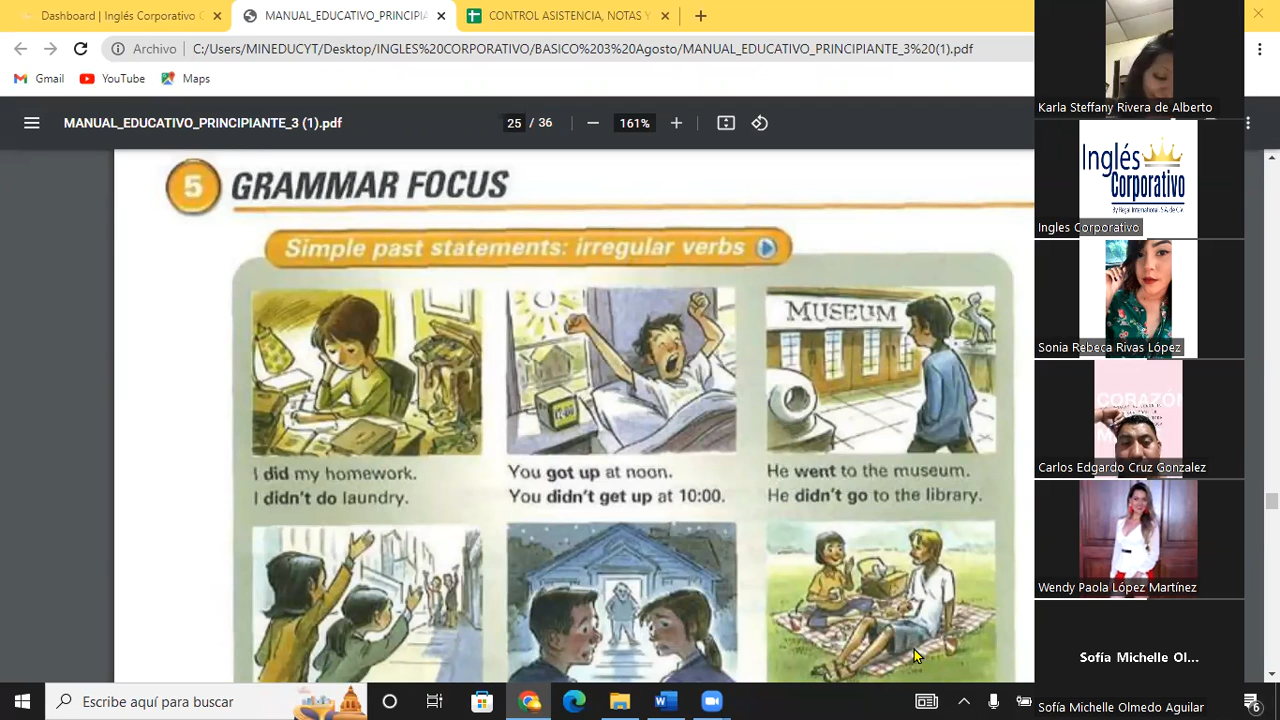 Dashboard | Inglés Corporativo C
MANUAL_EDUCATIVO_PRINCIPIA
CONTROL ASISTENCIA, NOTAS Y
Archivo
C:/Users/MINEDUCYT/Desktop/INGLES%20CORPORATIVO/BASICO%203%20Agosto/MANUAL_EDUCATIVO_PRINCIPIANTE_3%20(1).pdf
Gmail
YouTube
Maps
MANUAL_EDUCATIVO_PRINCIPIANTE_3 (1).pdf
25 / 36
161%
5 GRAMMAR FOCUS
Simple past statements: irregular verbs
MUSEUM
I did my homework.
I didn't do laundry.
You got up at noon.
You didn't get up at 10:00.
He went to the museum.
He didn't go to the library.
Karla Steffany Rivera de Alberto
Inglés
Corporativo
Ingles Corporativo
Sonia Rebeca Rivas López
CORAZÓN
Carlos Edgardo Cruz Gonzalez
Wendy Paola López Martínez
Sofía Michelle Ol...
Sofía Michelle Olmedo Aguilar
Escribe aquí para buscar
6